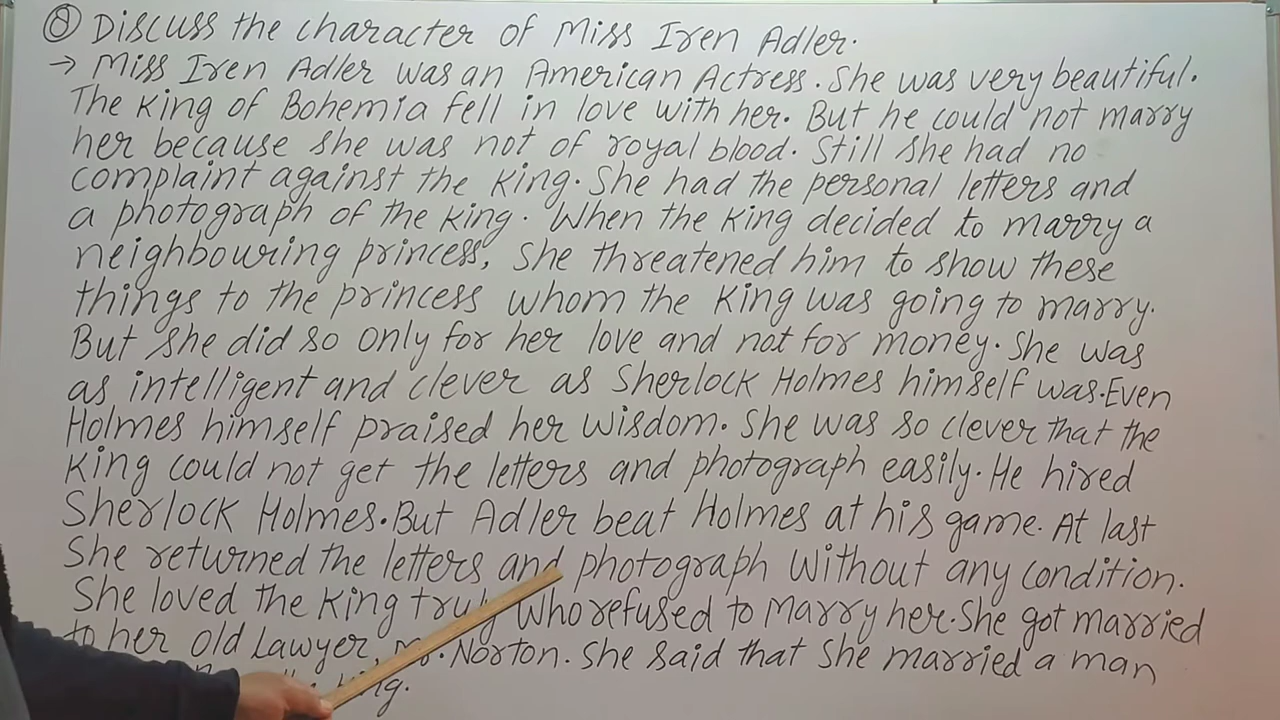 ⑧ Discuss the character of Miss Iren Adler.
→ Miss Iren Adler was an American Actress. She was very beautiful.
The King of Bohemia fell in love with her. But he could not marry
her because she was not of royal blood. Still she had no
complaint against the King. She had the personal letters and
a photograph of the king. When the King decided to marry a
neighbouring princess, she threatened him to show these
things to the princess whom the King was going to marry.
But she did so only for her love and not for money. She was
as intelligent and clever as Sherlock Holmes himself was. Even
Holmes himself praised her wisdom. She was so clever that the
King could not get the letters and photograph easily. He hired
Sherlock Holmes. But Adler beat Holmes at his game. At last
She returned the letters and photograph without any condition.
She loved the King truly who refused to Marry her. She got married
to her old Lawyer, Mr. Norton. She said that she married a man
King.